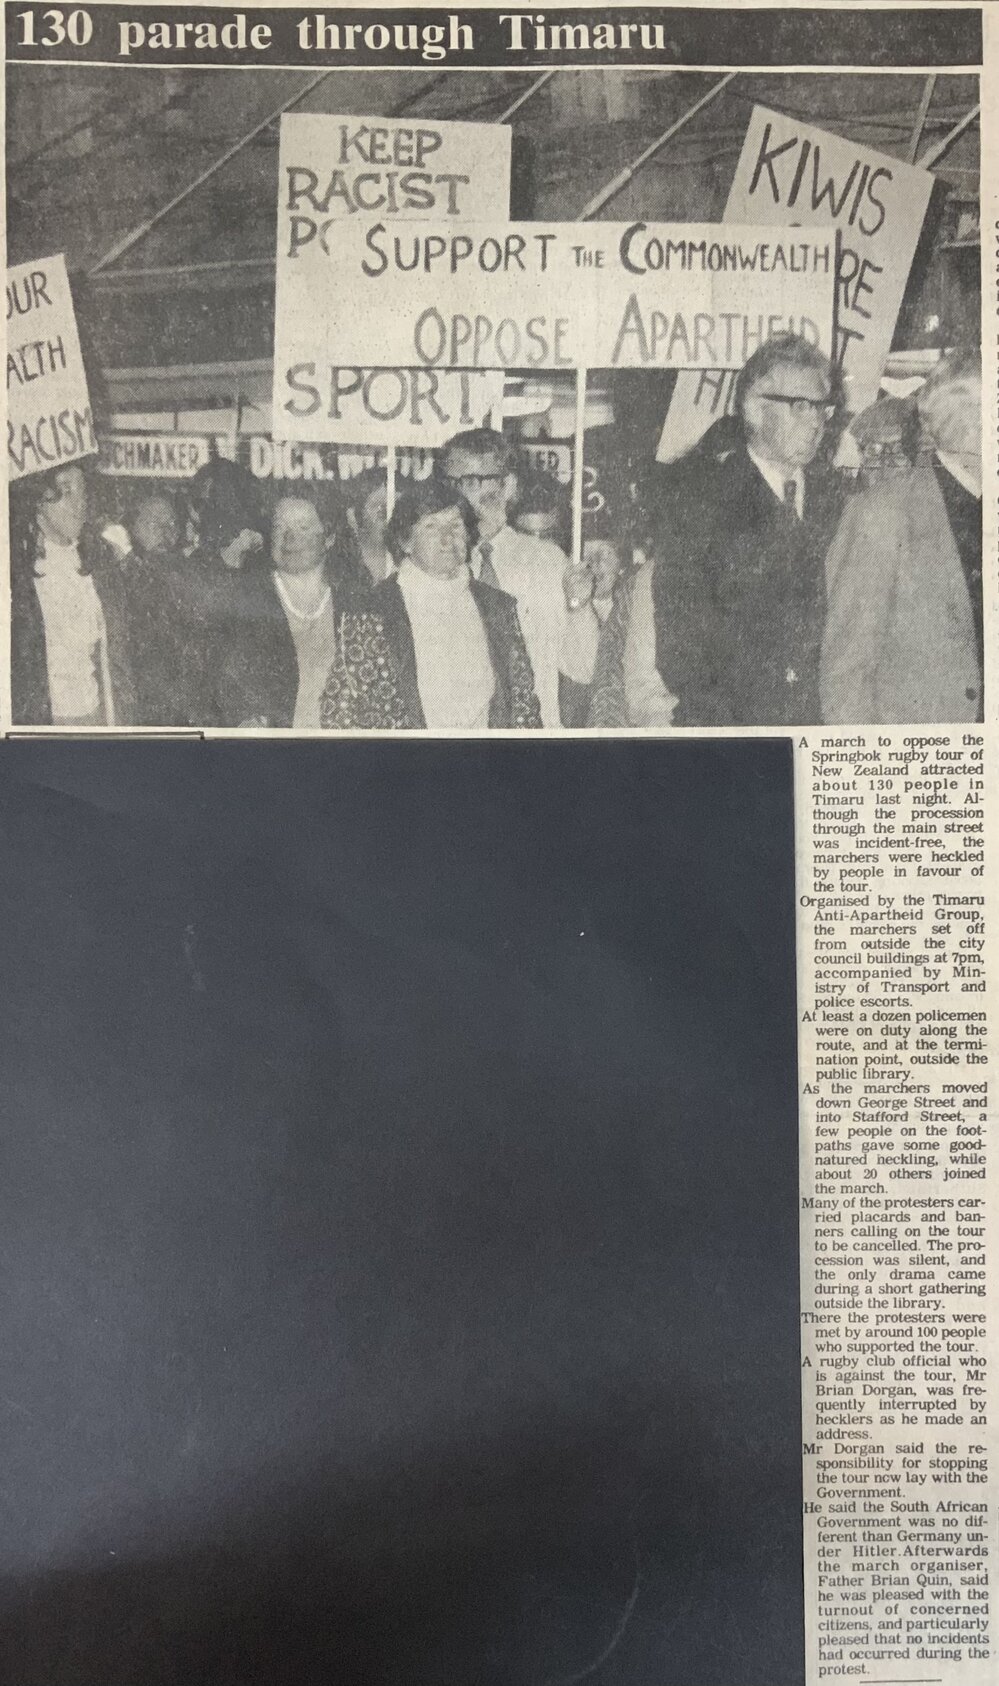 130 parade through Timaru
KEEP
RACIST
SUPPORT THE COMMONWEALTH
OPPOSE APARTHEID
SPORT
KIWIS
OUR
ALTH
RACISM
CHMAKER
DICK
A march to oppose the
Springbok rugby tour of
New Zealand attracted
about 130 people in
Timaru last night. Al-
though the procession
through the main street
was incident-free, the
marchers were heckled
by people in favour of
the tour.
Organised by the Timaru
Anti-Apartheid Group,
the marchers set off
from outside the city
council buildings at 7pm,
accompanied by Min-
istry of Transport and
police escorts.
At least a dozen policemen
were on duty along the
route, and at the termi-
nation point, outside the
public library.
As the marchers moved
down George Street and
into Stafford Street, a
few people on the foot-
paths gave some good-
natured heckling, while
about 20 others joined
the march.
Many of the protesters car-
ried placards and ban-
ners calling on the tour
to be cancelled. The pro-
cession was silent, and
the only drama came
during a short gathering
outside the library.
There the protesters were
met by around 100 people
who supported the tour.
A rugby club official who
is against the tour, Mr
Brian Dorgan, was fre-
quently interrupted by
hecklers as he made an
address.
Mr Dorgan said the re-
sponsibility for stopping
the tour now lay with the
Government.
He said the South African
Government was no dif-
ferent than Germany un-
der Hitler.Afterwards
the march organiser,
Father Brian Quin, said
he was pleased with the
turnout of concerned
citizens, and particularly
pleased that no incidents
had occurred during the
protest.